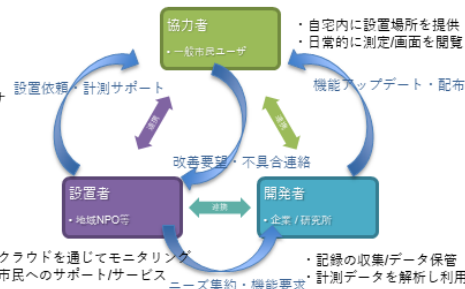 協力者
・一般市民ユーザ
・自宅内に設置場所を提供
・日常的に測定/画面を閲覧
設置依頼・計測サポート
機能アップデート・配布
連携
連携
改善要望・不具合連絡
設置者
・地域NPO等
連携
開発者
・企業/研究所
クラウドを通じてモニタリング
市民へのサポート/サービス
ニーズ集約・機能要求
・記録の収集/データ保管
・計測データを解析し利用